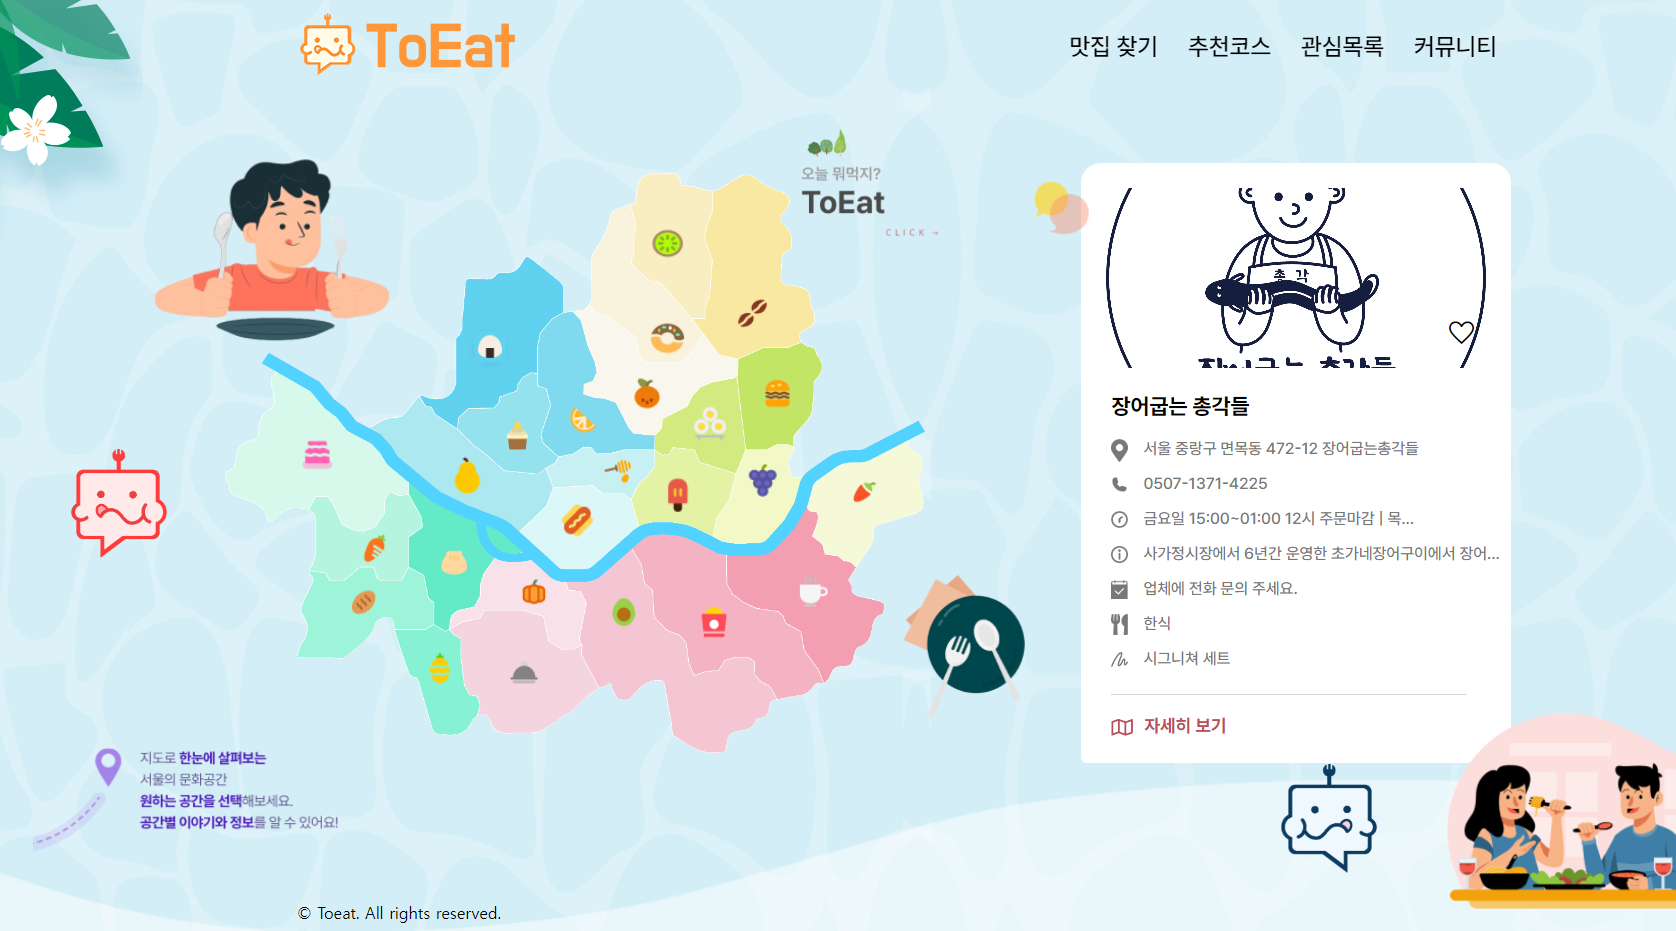 ToEat
맛집 찾기 추천코스 관심목록 커뮤니티
오늘 뭐먹지?
ToEat
CLICK →
총 각
장어굽는 총각들
장어굽는 총각들
서울 중랑구 면목동 472-12 장어굽는총각들
0507-1371-4225
금요일 15:00~01:00 12시 주문마감 | 목...
사가정시장에서 6년간 운영한 초가네장어구이에서 장어...
업체에 전화 문의 주세요.
한식
시그니쳐 세트
자세히 보기
지도로 한눈에 살펴보는
서울의 문화공간
원하는 공간을 선택해보세요.
공간별 이야기와 정보를 알 수 있어요!
© Toeat. All rights reserved.